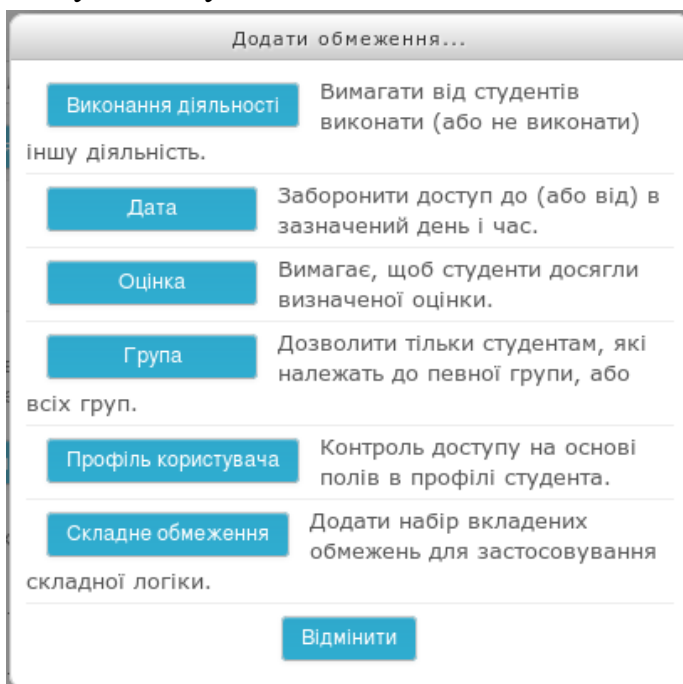 Додати обмеження...
Виконання діяльності Вимагати від студентів
виконати (або не виконати)
іншу діяльність.
Дата Заборонити доступ до (або від) в
зазначений день і час.
Оцінка Вимагає, щоб студенти досягли
визначеної оцінки.
Група Дозволити тільки студентам, які
належать до певної групи, або
всіх груп.
Профіль користувача Контроль доступу на основі
полів в профілі студента.
Складне обмеження Додати набір вкладених
обмежень для застосовування
складної логіки.
Відмінити